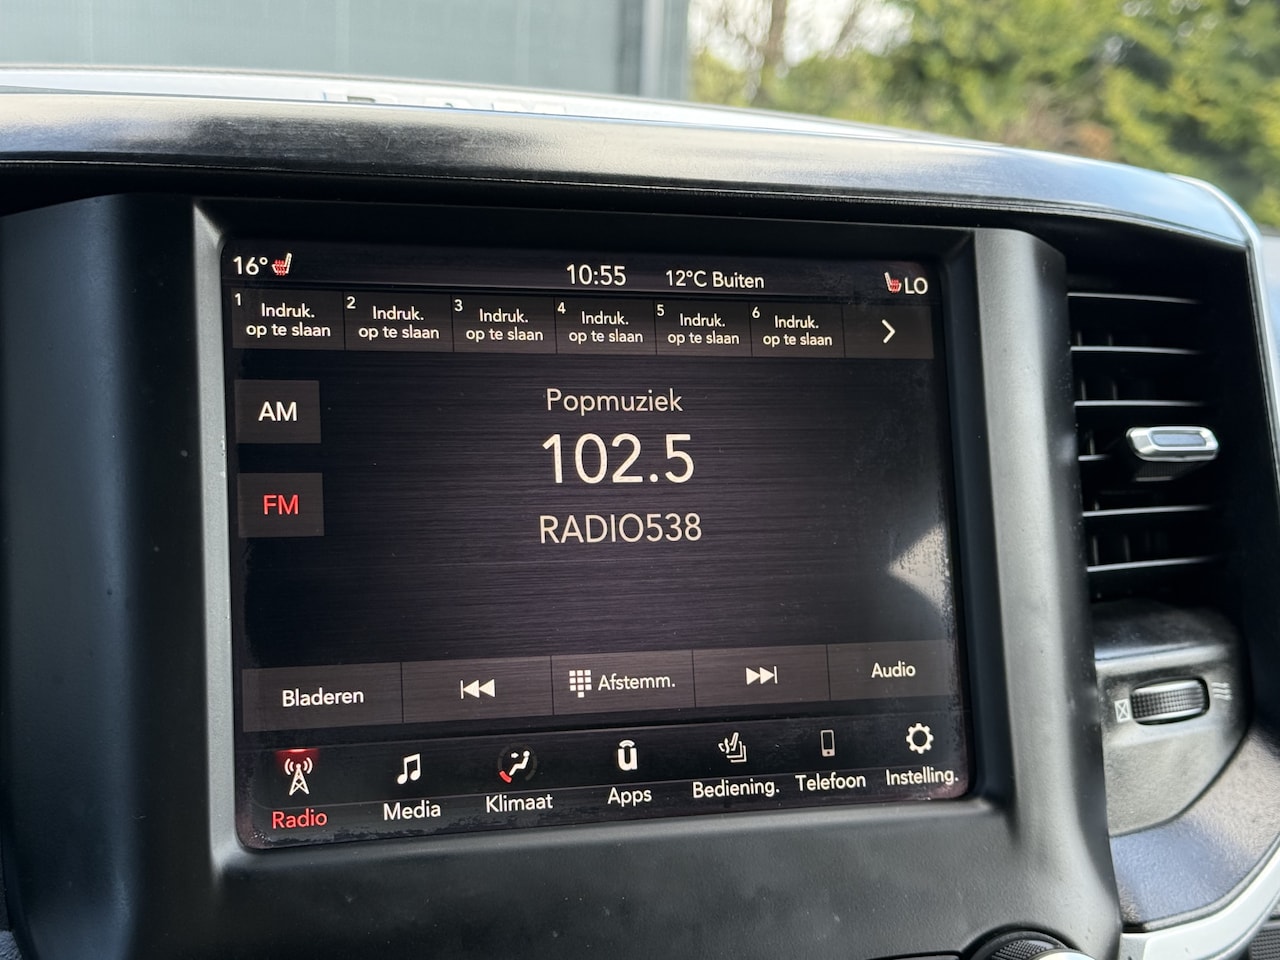 16°
10:55
12°C Buiten
LO
1 Indruk.
op te slaan
2 Indruk.
op te slaan
3 Indruk.
op te slaan
4 Indruk.
op te slaan
5 Indruk.
op te slaan
6 Indruk.
op te slaan
AM
FM
Popmuziek
102.5
RADIO538
Bladeren
Afstemm.
Audio
Radio
Media
Klimaat
Apps
Bediening.
Telefoon
Instelling.